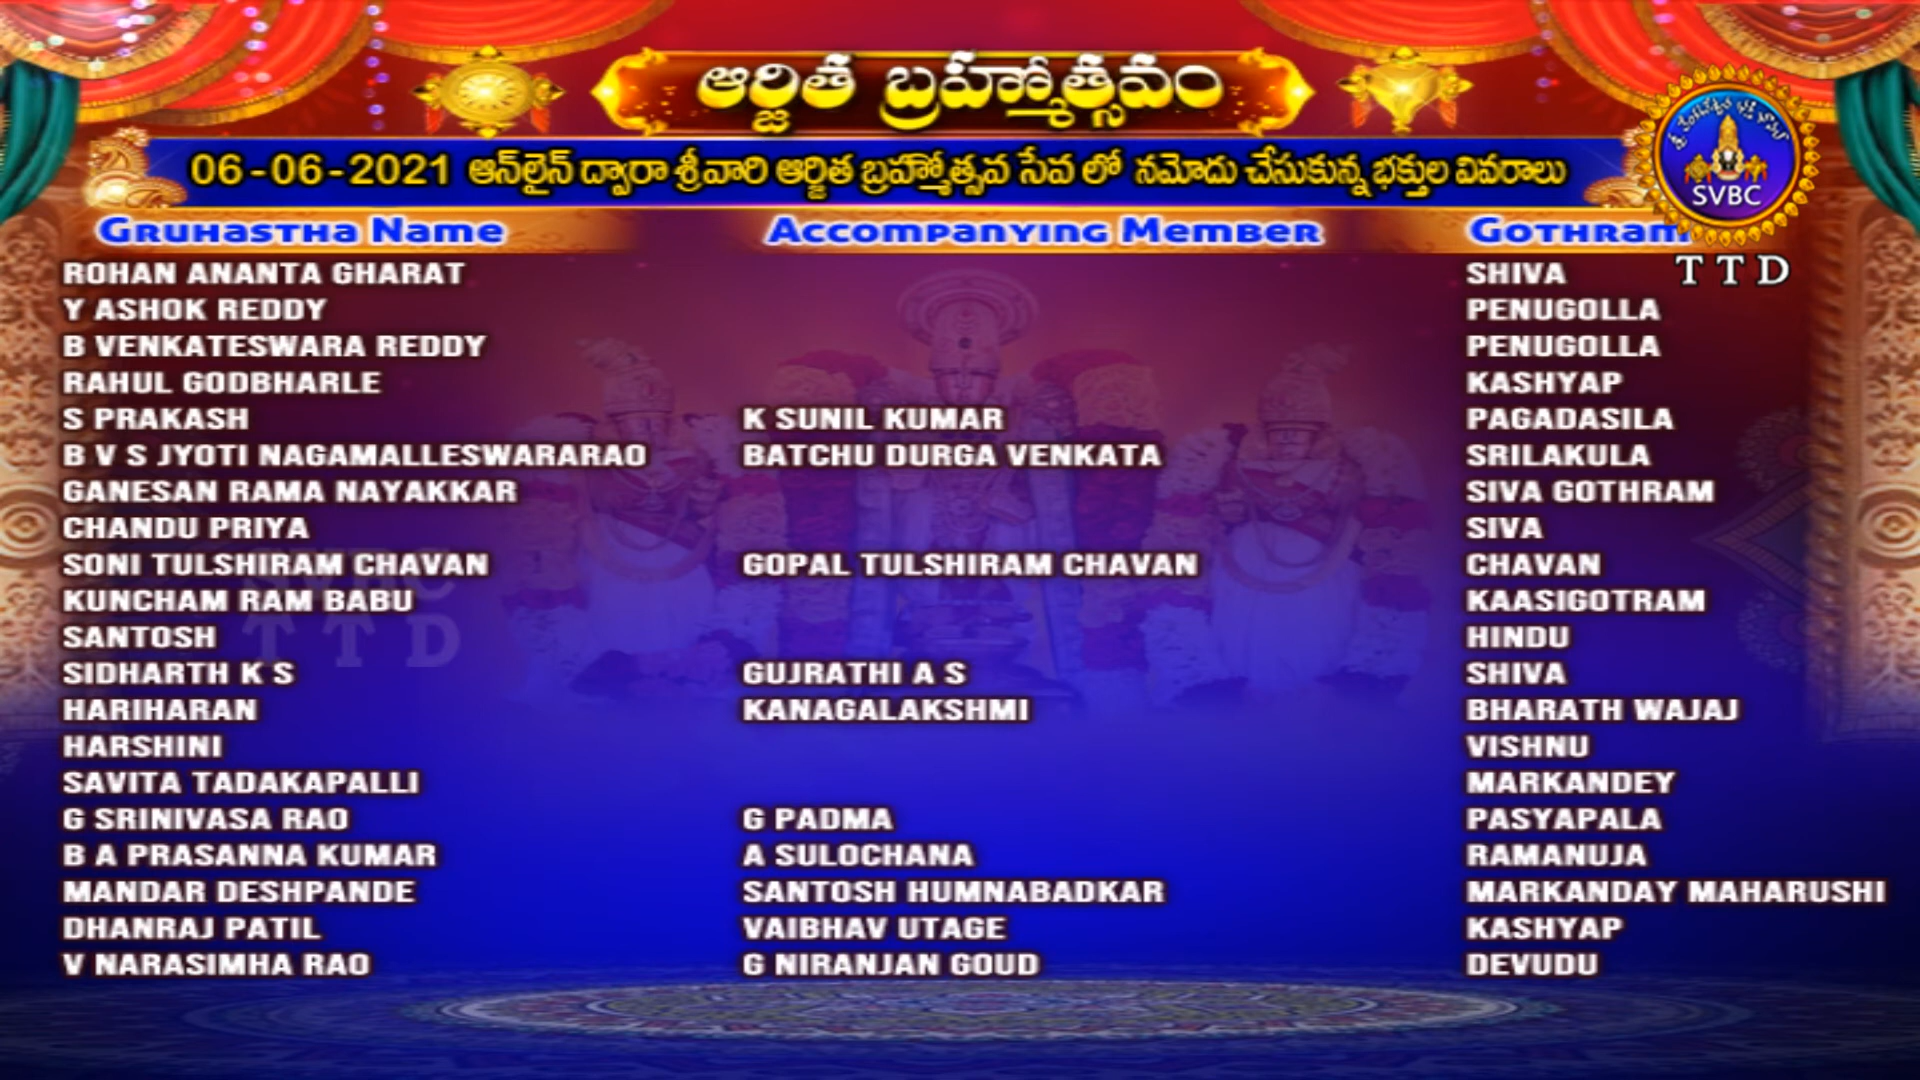 ఆర్జిత బ్రహ్మోత్సవం
06-06-2021 ఆన్‌లైన్ ద్వారా శ్రీవారి ఆర్జిత బ్రహ్మోత్సవ సేవ లో నమోదు చేసుకున్న భక్తుల వివరాలు
SVBC
TTD
Gruhastha Name Accompanying Member Gothram
ROHAN ANANTA GHARAT SHIVA
Y ASHOK REDDY PENUGOLLA
B VENKATESWARA REDDY PENUGOLLA
RAHUL GODBHARLE KASHYAP
S PRAKASH K SUNIL KUMAR PAGADASILA
B V S JYOTI NAGAMALLESWARARAO BATCHU DURGA VENKATA SRILAKULA
GANESAN RAMA NAYAKKAR SIVA GOTHRAM
CHANDU PRIYA SIVA
SONI TULSHIRAM CHAVAN GOPAL TULSHIRAM CHAVAN CHAVAN
KUNCHAM RAM BABU KAASIGOTRAM
SANTOSH HINDU
SIDHARTH K S GUJRATHI A S SHIVA
HARIHARAN KANAGALAKSHMI BHARATH WAJAJ
HARSHINI VISHNU
SAVITA TADAKAPALLI MARKANDEY
G SRINIVASA RAO G PADMA PASYAPALA
B A PRASANNA KUMAR A SULOCHANA RAMANUJA
MANDAR DESHPANDE SANTOSH HUMNABADKAR MARKANDAY MAHARUSHI
DHANRAJ PATIL VAIBHAV UTAGE KASHYAP
V NARASIMHA RAO G NIRANJAN GOUD DEVUDU
SVBC
TTD